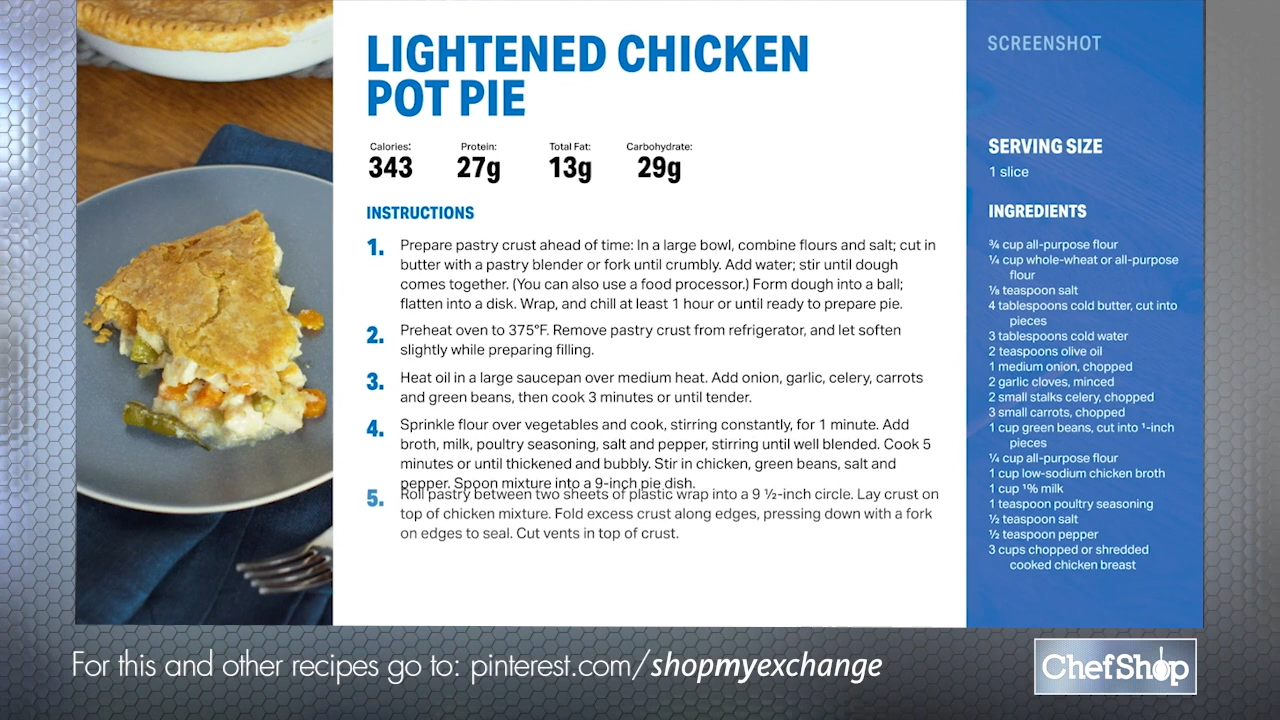 LIGHTENED CHICKEN
POT PIE
Calories:
343
Protein:
27g
Total Fat:
13g
Carbohydrate:
29g
INSTRUCTIONS
1. Prepare pastry crust ahead of time: In a large bowl, combine flours and salt; cut in
butter with a pastry blender or fork until crumbly. Add water; stir until dough
comes together. (You can also use a food processor.) Form dough into a ball;
flatten into a disk. Wrap, and chill at least 1 hour or until ready to prepare pie.
2. Preheat oven to 375°F. Remove pastry crust from refrigerator, and let soften
slightly while preparing filling.
3. Heat oil in a large saucepan over medium heat. Add onion, garlic, celery, carrots
and green beans, then cook 3 minutes or until tender.
4. Sprinkle flour over vegetables and cook, stirring constantly, for 1 minute. Add
broth, milk, poultry seasoning, salt and pepper, stirring until well blended. Cook 5
minutes or until thickened and bubbly. Stir in chicken, green beans, salt and
pepper. Spoon mixture into a 9-inch pie dish.
5. Roll pastry between two sheets of plastic wrap into a 9 ½-inch circle. Lay crust on
top of chicken mixture. Fold excess crust along edges, pressing down with a fork
on edges to seal. Cut vents in top of crust.
SCREENSHOT
SERVING SIZE
1 slice
INGREDIENTS
¾ cup all-purpose flour
¼ cup whole-wheat or all-purpose
flour
⅛ teaspoon salt
4 tablespoons cold butter, cut into
pieces
3 tablespoons cold water
2 teaspoons olive oil
1 medium onion, chopped
2 garlic cloves, minced
2 small stalks celery, chopped
3 small carrots, chopped
1 cup green beans, cut into ¹-inch
pieces
¼ cup all-purpose flour
1 cup low-sodium chicken broth
1 cup ¹% milk
1 teaspoon poultry seasoning
½ teaspoon salt
½ teaspoon pepper
3 cups chopped or shredded
cooked chicken breast
For this and other recipes go to: pinterest.com/shopmyexchange
ChefShop